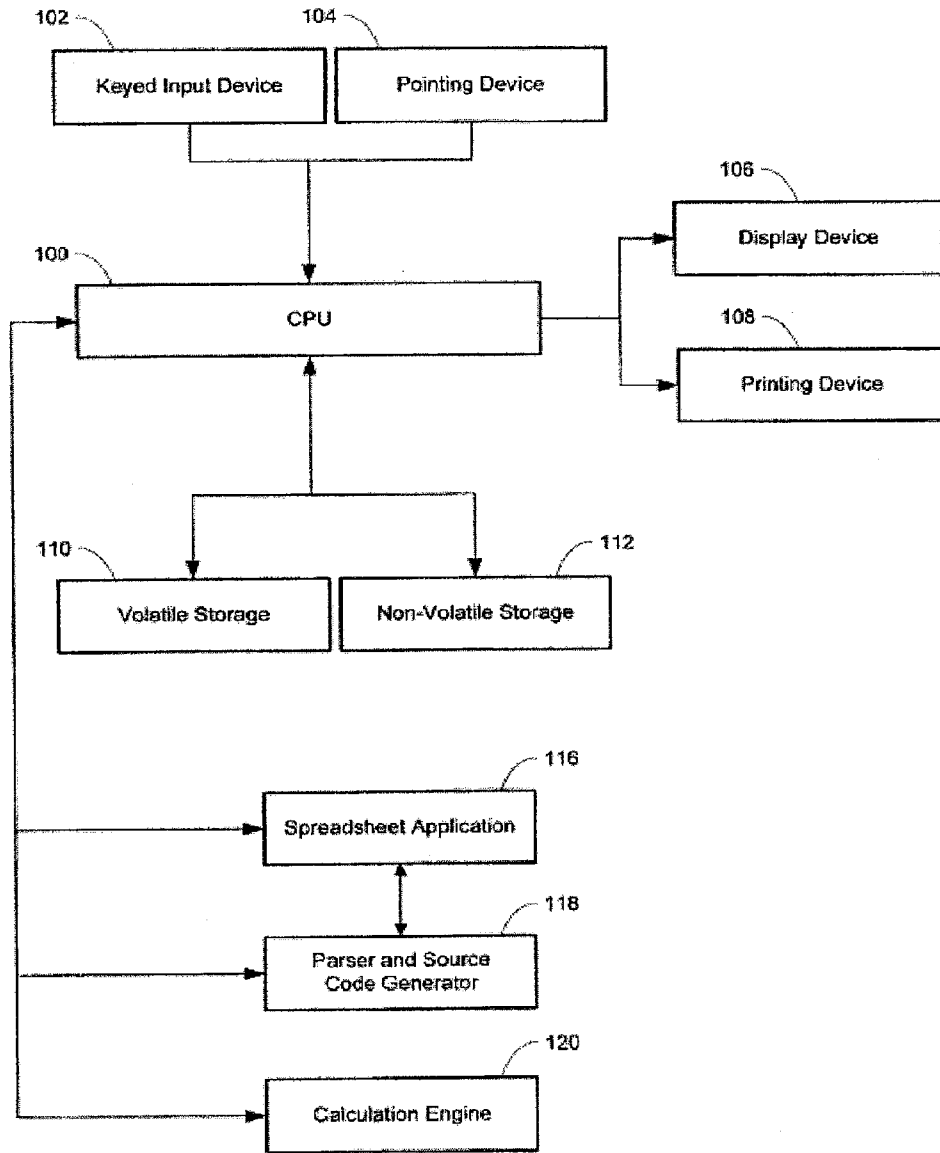 102
104
Keyed Input Device
Pointing Device
106
Display Device
100
CPU
108
Printing Device
110
112
Volatile Storage
Non-Volatile Storage
116
Spreadsheet Application
118
Parser and Source
Code Generator
120
Calculation Engine